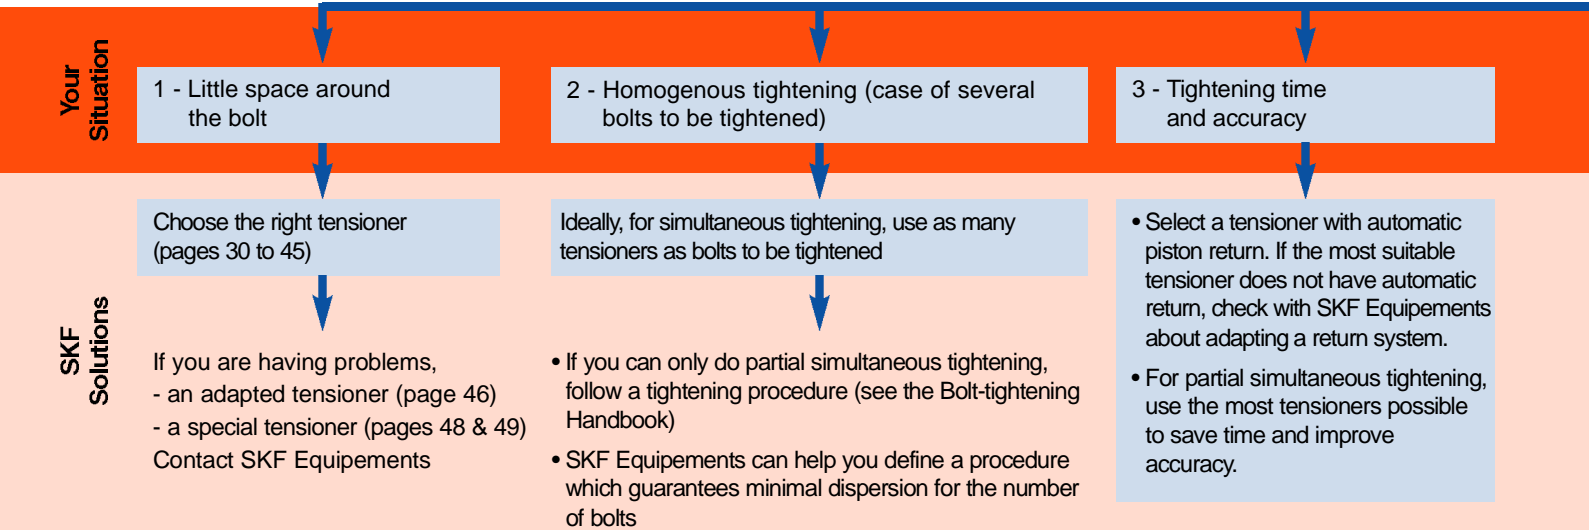 Your
Situation
1 - Little space around
the bolt
2 - Homogenous tightening (case of several
bolts to be tightened)
3 - Tightening time
and accuracy
SKF
Solutions
Choose the right tensioner
(pages 30 to 45)
If you are having problems,
- an adapted tensioner (page 46)
- a special tensioner (pages 48 & 49)
Contact SKF Equipements
Ideally, for simultaneous tightening, use as many
tensioners as bolts to be tightened
• If you can only do partial simultaneous tightening,
follow a tightening procedure (see the Bolt-tightening
Handbook)
• SKF Equipements can help you define a procedure
which guarantees minimal dispersion for the number
of bolts
• Select a tensioner with automatic
piston return. If the most suitable
tensioner does not have automatic
return, check with SKF Equipements
about adapting a return system.
• For partial simultaneous tightening,
use the most tensioners possible
to save time and improve
accuracy.